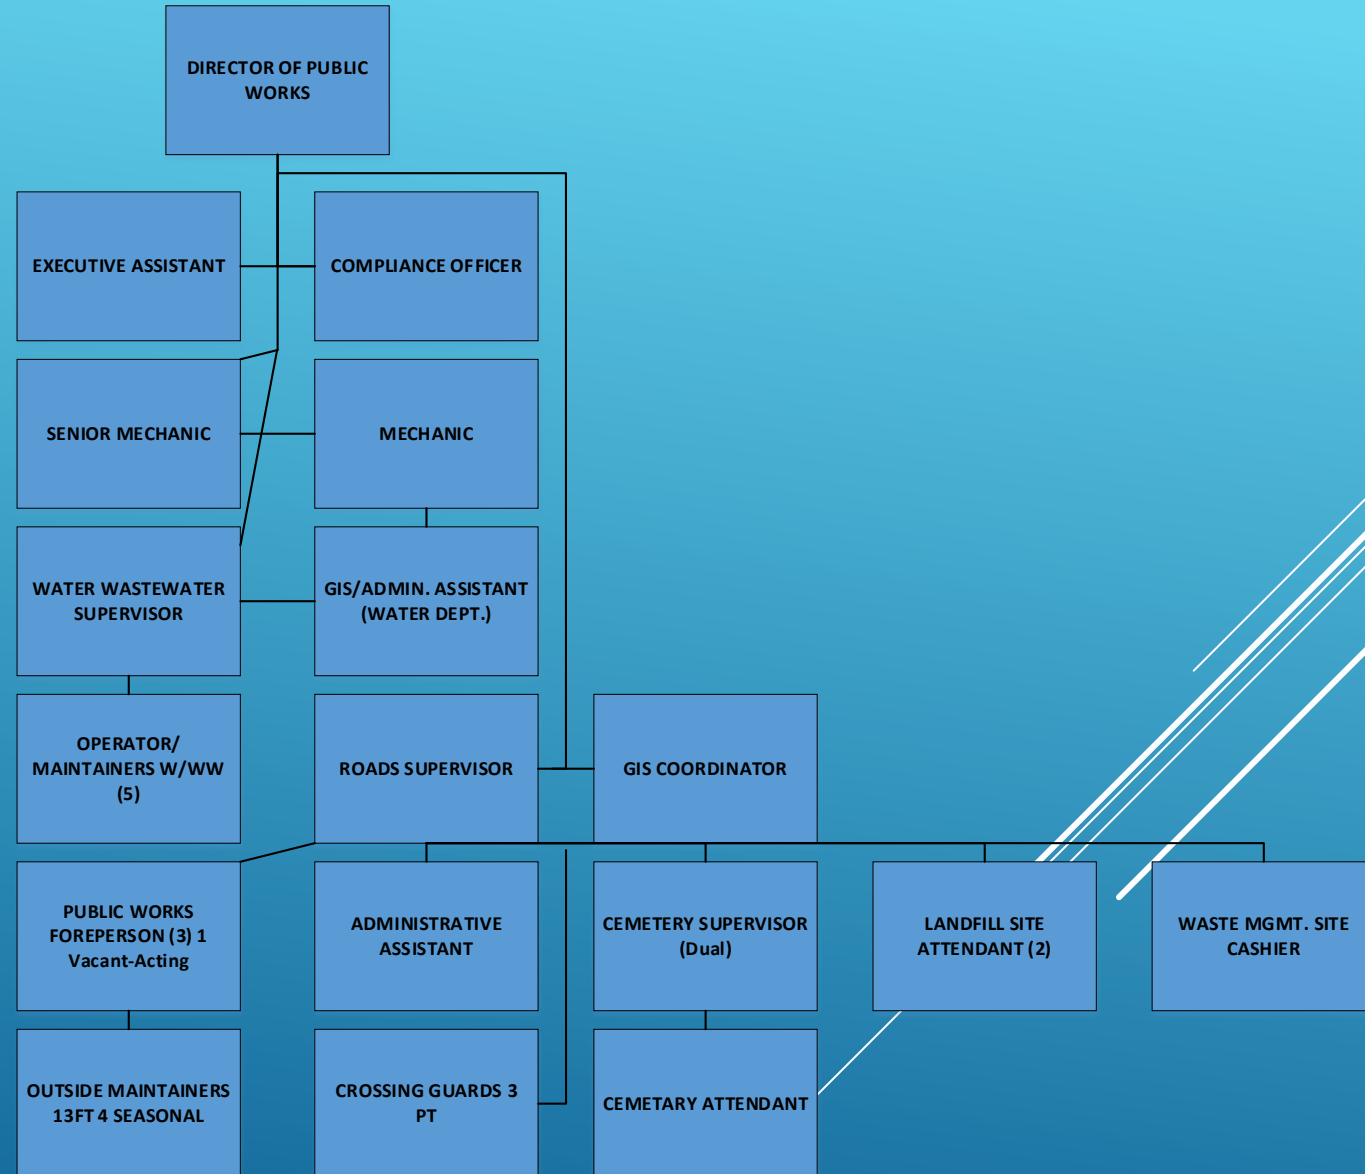 DIRECTOR OF PUBLIC
WORKS
EXECUTIVE ASSISTANT
COMPLIANCE OFFICER
SENIOR MECHANIC
MECHANIC
WATER WASTEWATER
SUPERVISOR
GIS/ADMIN. ASSISTANT
(WATER DEPT.)
OPERATOR/
MAINTAINERS W/WW
(5)
ROADS SUPERVISOR
GIS COORDINATOR
PUBLIC WORKS
FOREPERSON (3) 1
Vacant-Acting
ADMINISTRATIVE
ASSISTANT
CEMETERY SUPERVISOR
(Dual)
LANDFILL SITE
ATTENDANT (2)
WASTE MGMT. SITE
CASHIER
OUTSIDE MAINTAINERS
13FT 4 SEASONAL
CROSSING GUARDS 3
PT
CEMETARY ATTENDANT